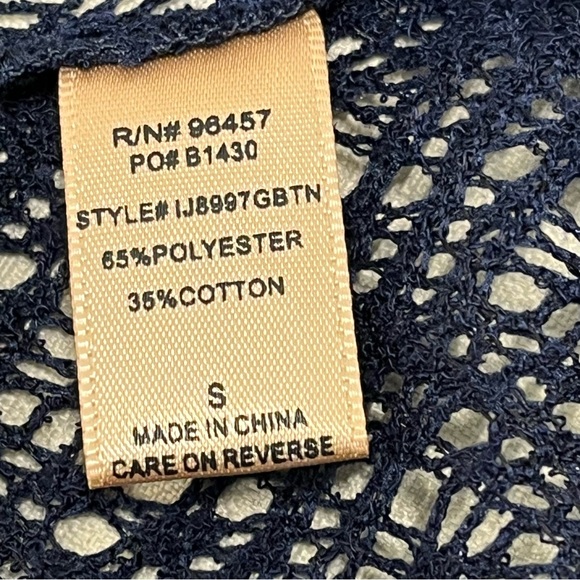 R/N# 96457
PO# B1430
STYLE# IJ8997GBTN
65%POLYESTER
35%COTTON
S
MADE IN CHINA
CARE ON REVERSE